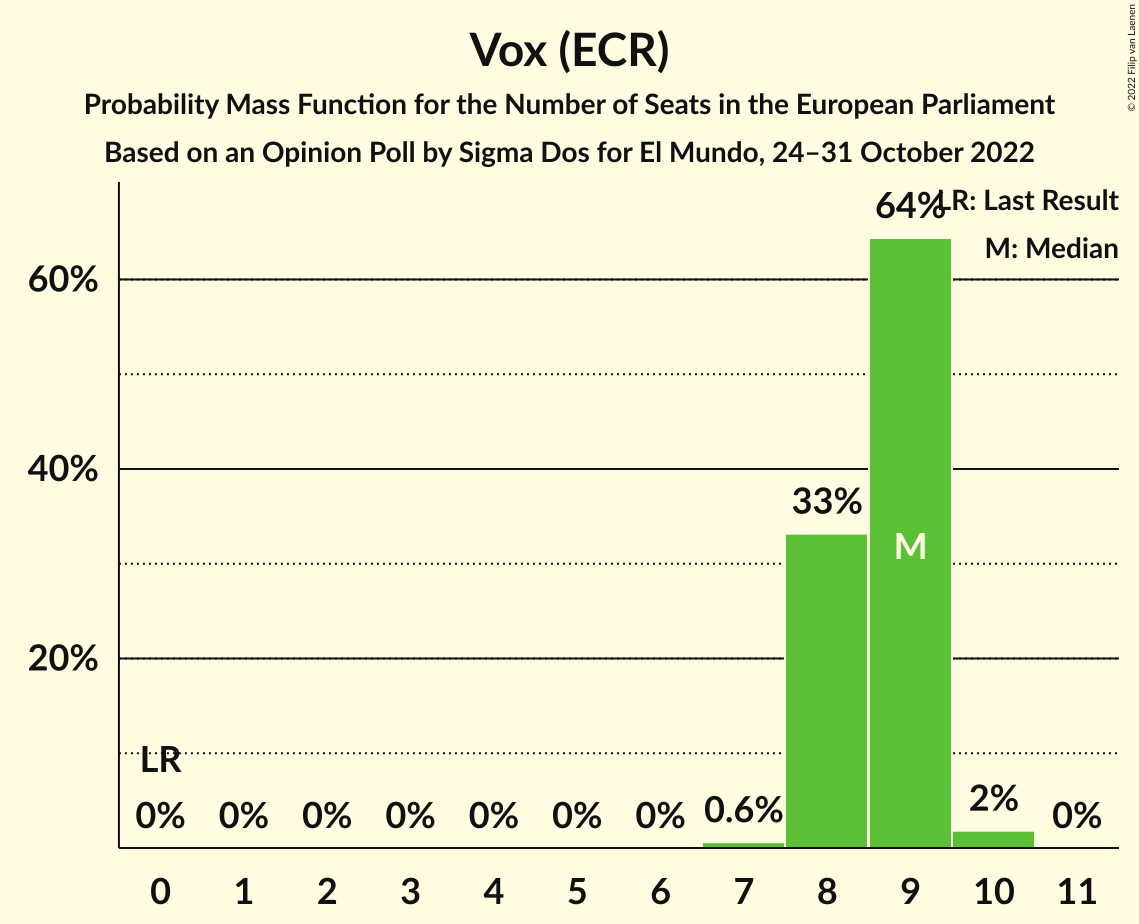 Vox (ECR)
Probability Mass Function for the Number of Seats in the European Parliament
Based on an Opinion Poll by Sigma Dos for El Mundo, 24–31 October 2022
© 2022 Filip van Laenen
LR: Last Result
M: Median
60%
40%
20%
LR
0%
0%
0%
0%
0%
0%
0%
0.6%
33%
64%
M
2%
0%
0 1 2 3 4 5 6 7 8 9 10 11